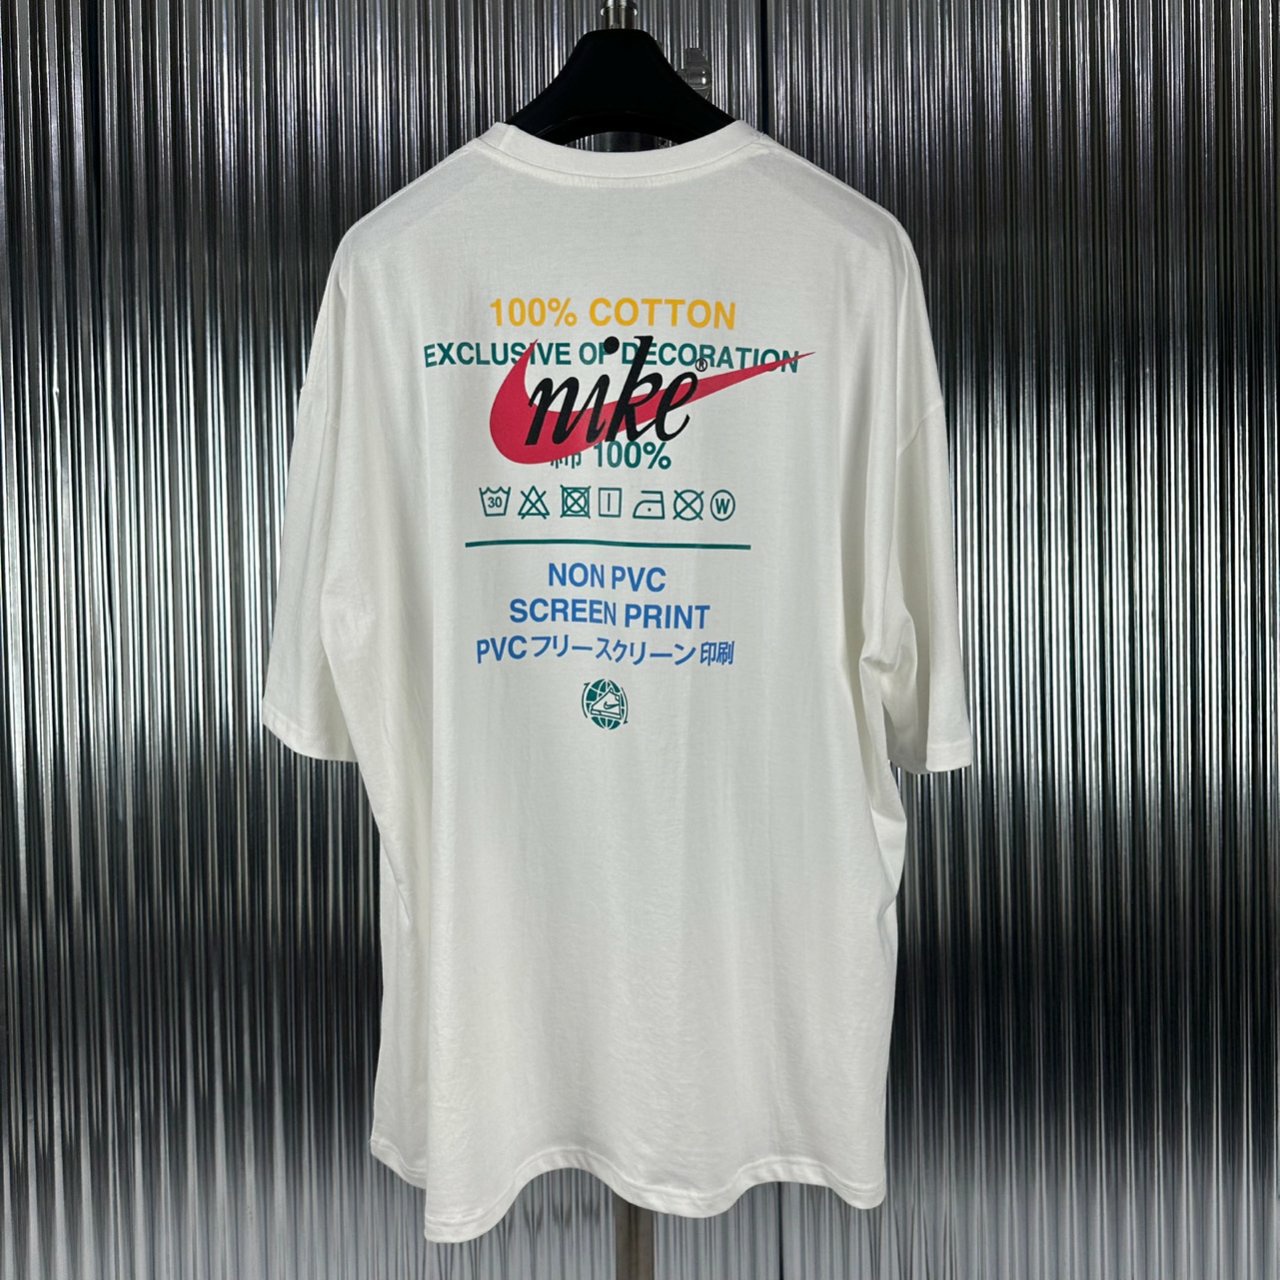 100% COTTON
EXCLUSIVE OF DECORATION
nike®
綿 100%
30 W
NON PVC
SCREEN PRINT
PVCフリースクリーン印刷